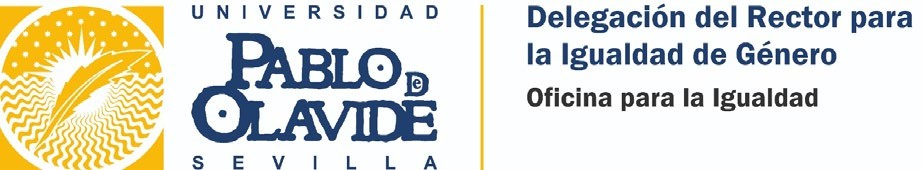 UNIVERSIDAD
PABLO DE
OLAVIDE
SEVILLA
Delegación del Rector para
la Igualdad de Género
Oficina para la Igualdad